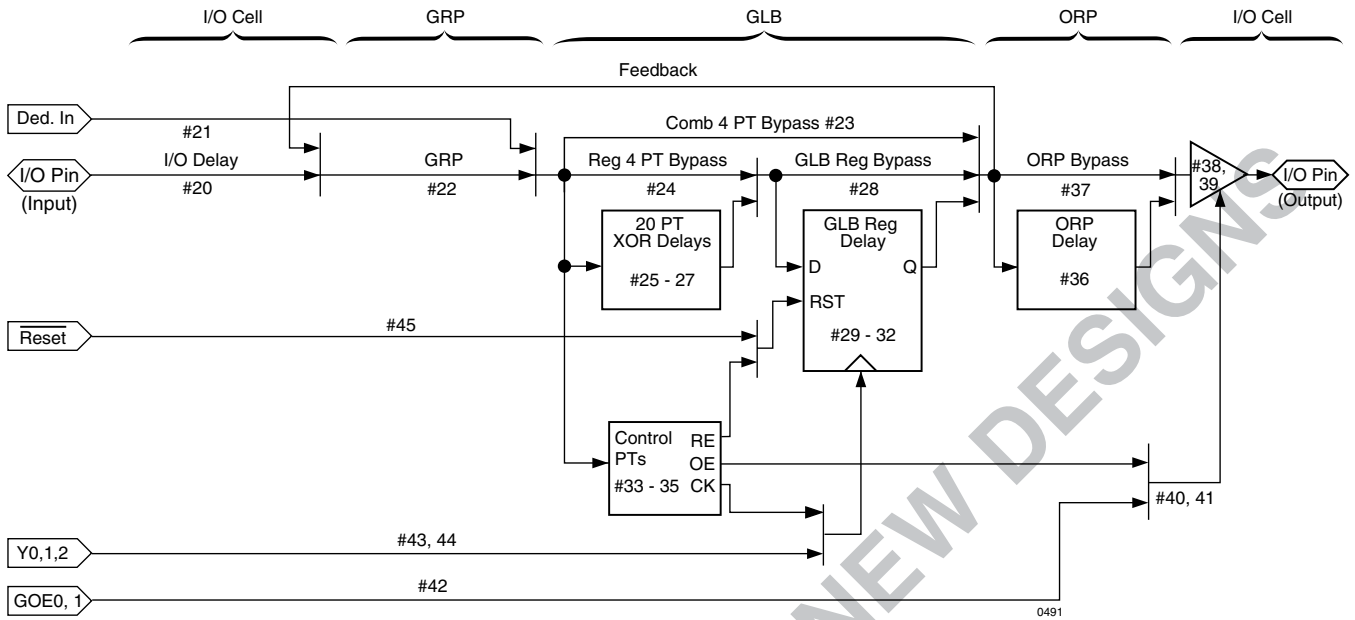 I/O Cell
GRP
GLB
ORP
I/O Cell
Feedback
Ded. In
#21
Comb 4 PT Bypass #23
I/O Pin
(Input)
I/O Delay
#20
GRP
#22
Reg 4 PT Bypass
#24
GLB Reg Bypass
#28
ORP Bypass
#37
#38,
39
I/O Pin
(Output)
20 PT
XOR Delays
#25 - 27
GLB Reg
Delay
D
Q
RST
#29 - 32
ORP
Delay
#36
Reset
#45
Control
PTs
#33 - 35
RE
OE
CK
#40, 41
Y0,1,2
#43, 44
GOE0, 1
#42
0491
NEW DESIGNS